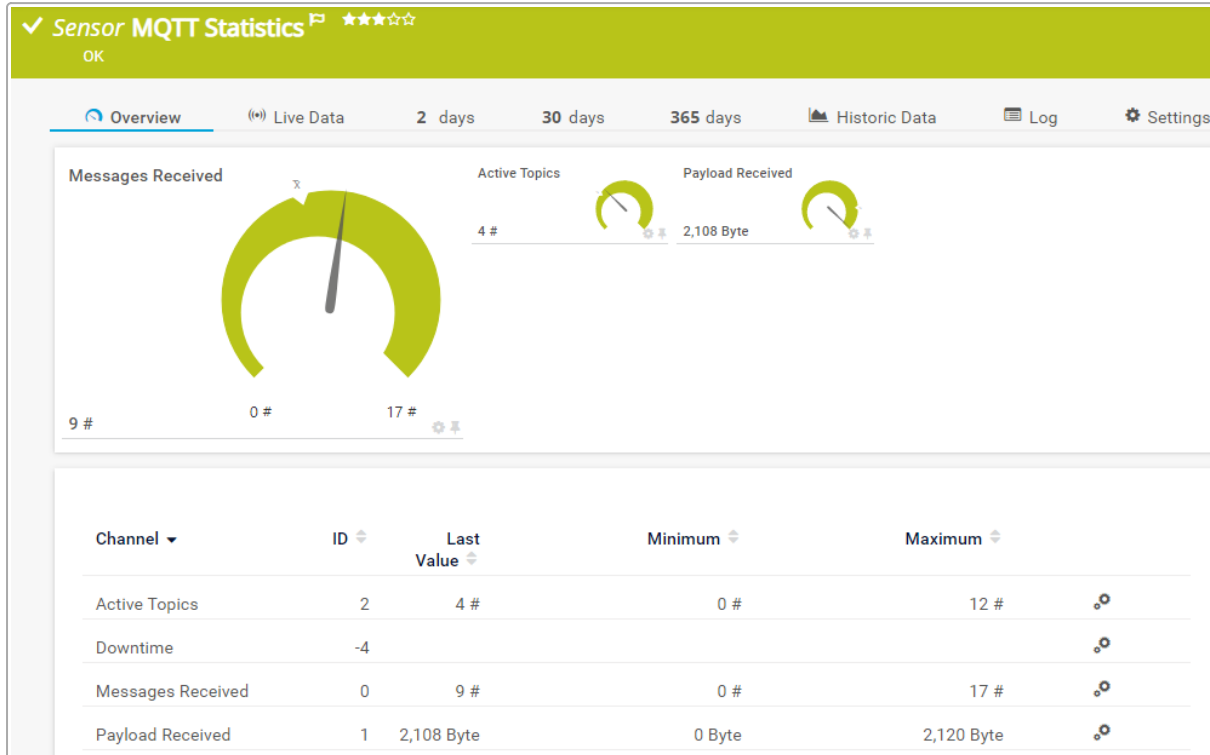 Sensor MQTT Statistics
OK
Overview Live Data 2 days 30 days 365 days Historic Data Log Settings
Messages Received
x̄
0 #
17 #
9 #
Active Topics
4 #
Payload Received
2,108 Byte
Channel ID Last Value Minimum Maximum
Active Topics 2 4 # 0 # 12 #
Downtime -4
Messages Received 0 9 # 0 # 17 #
Payload Received 1 2,108 Byte 0 Byte 2,120 Byte